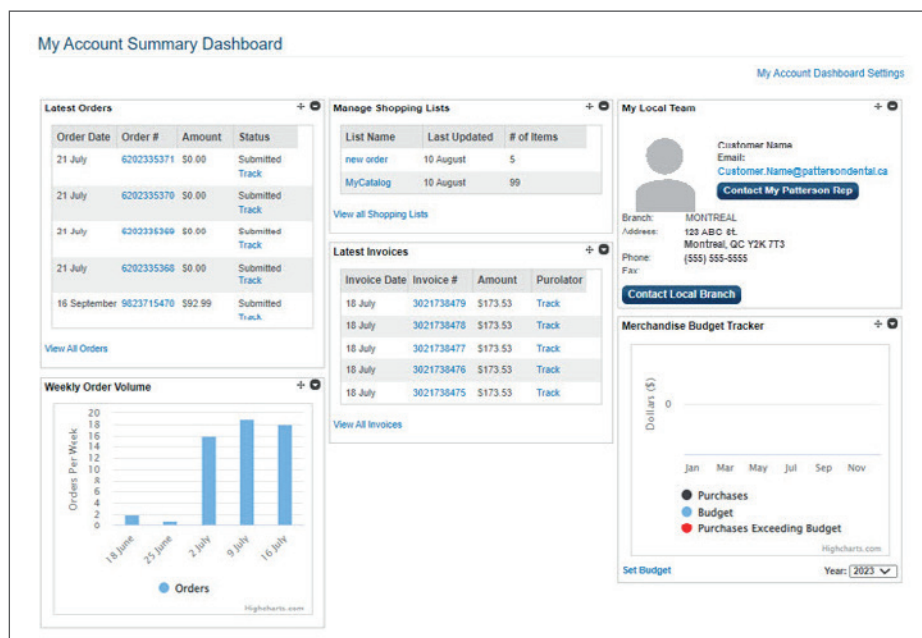 My Account Summary Dashboard
My Account Dashboard Settings
Latest Orders
Order Date Order # Amount Status
21 July 6202335371 $0.00 Submitted
Track
21 July 6202335370 $0.00 Submitted
Track
21 July 6202335369 $0.00 Submitted
Track
21 July 6202335368 $0.00 Submitted
Track
16 September 9823715470 $92.99 Submitted
Track
View All Orders
Weekly Order Volume
Orders Per Week
20
18
16
14
12
10
8
6
4
2
0
18 June 25 June 2 July 9 July 16 July
Orders
Highcharts.com
Manage Shopping Lists
List Name Last Updated # of Items
new order 10 August 5
MyCatalog 10 August 99
View all Shopping Lists
Latest Invoices
Invoice Date Invoice # Amount Purolator
18 July 3021738479 $173.53 Track
18 July 3021738478 $173.53 Track
18 July 3021738477 $173.53 Track
18 July 3021738476 $173.53 Track
18 July 3021738475 $173.53 Track
View All Invoices
My Local Team
Customer Name
Email:
Customer.Name@pattersondental.ca
Contact My Patterson Rep
Branch: MONTREAL
Address: 123 ABC St.
Montreal, QC Y2K 7T3
Phone: (555) 555-5555
Fax:
Contact Local Branch
Merchandise Budget Tracker
Dollars ($)
0
Jan Mar May Jul Sep Nov
Purchases
Budget
Purchases Exceeding Budget
Highcharts.com
Set Budget Year: 2023